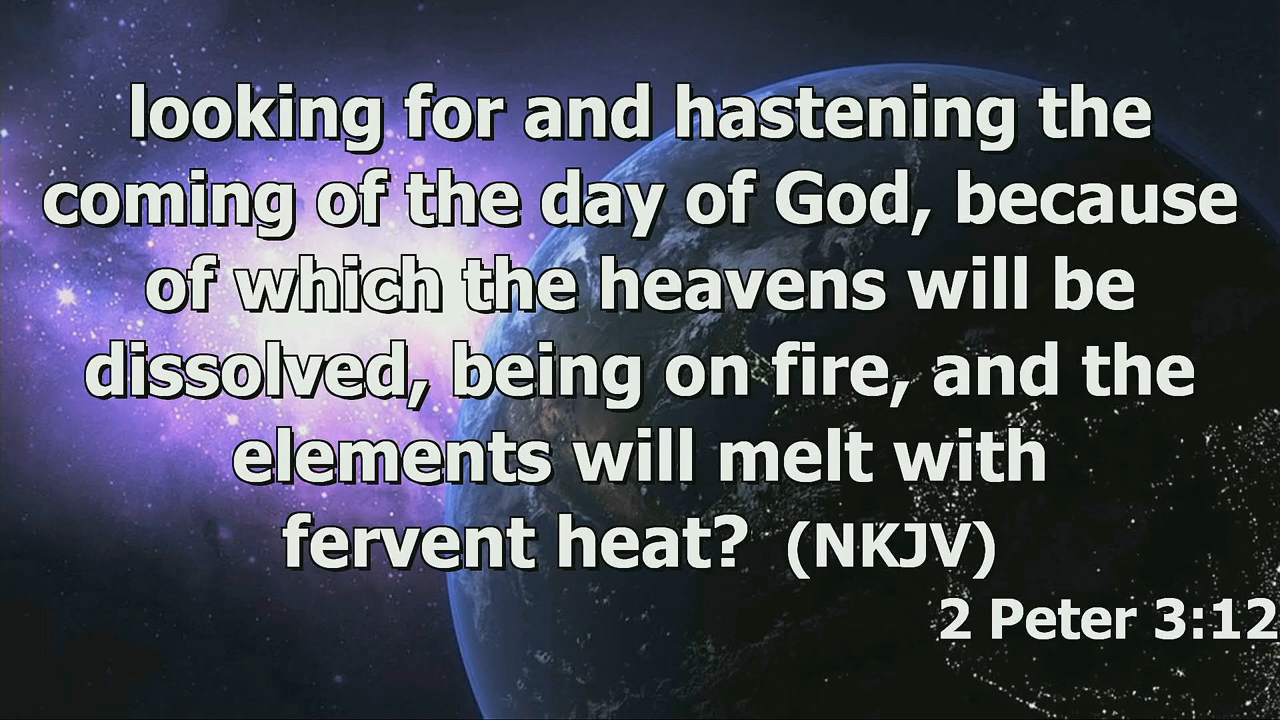 looking for and hastening the
coming of the day of God, because
of which the heavens will be
dissolved, being on fire, and the
elements will melt with
fervent heat? (NKJV)
2 Peter 3:12